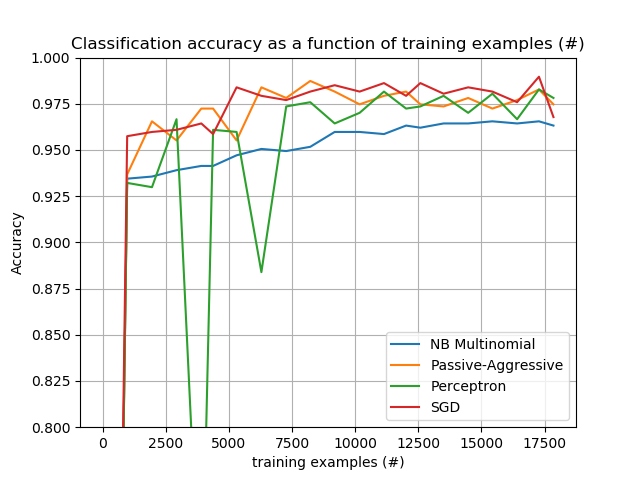 Classification accuracy as a function of training examples (#)
1.000
0.975
0.950
0.925
0.900
0.875
0.850
0.825
0.800
Accuracy
NB Multinomial
Passive-Aggressive
Perceptron
SGD
0 2500 5000 7500 10000 12500 15000 17500
training examples (#)